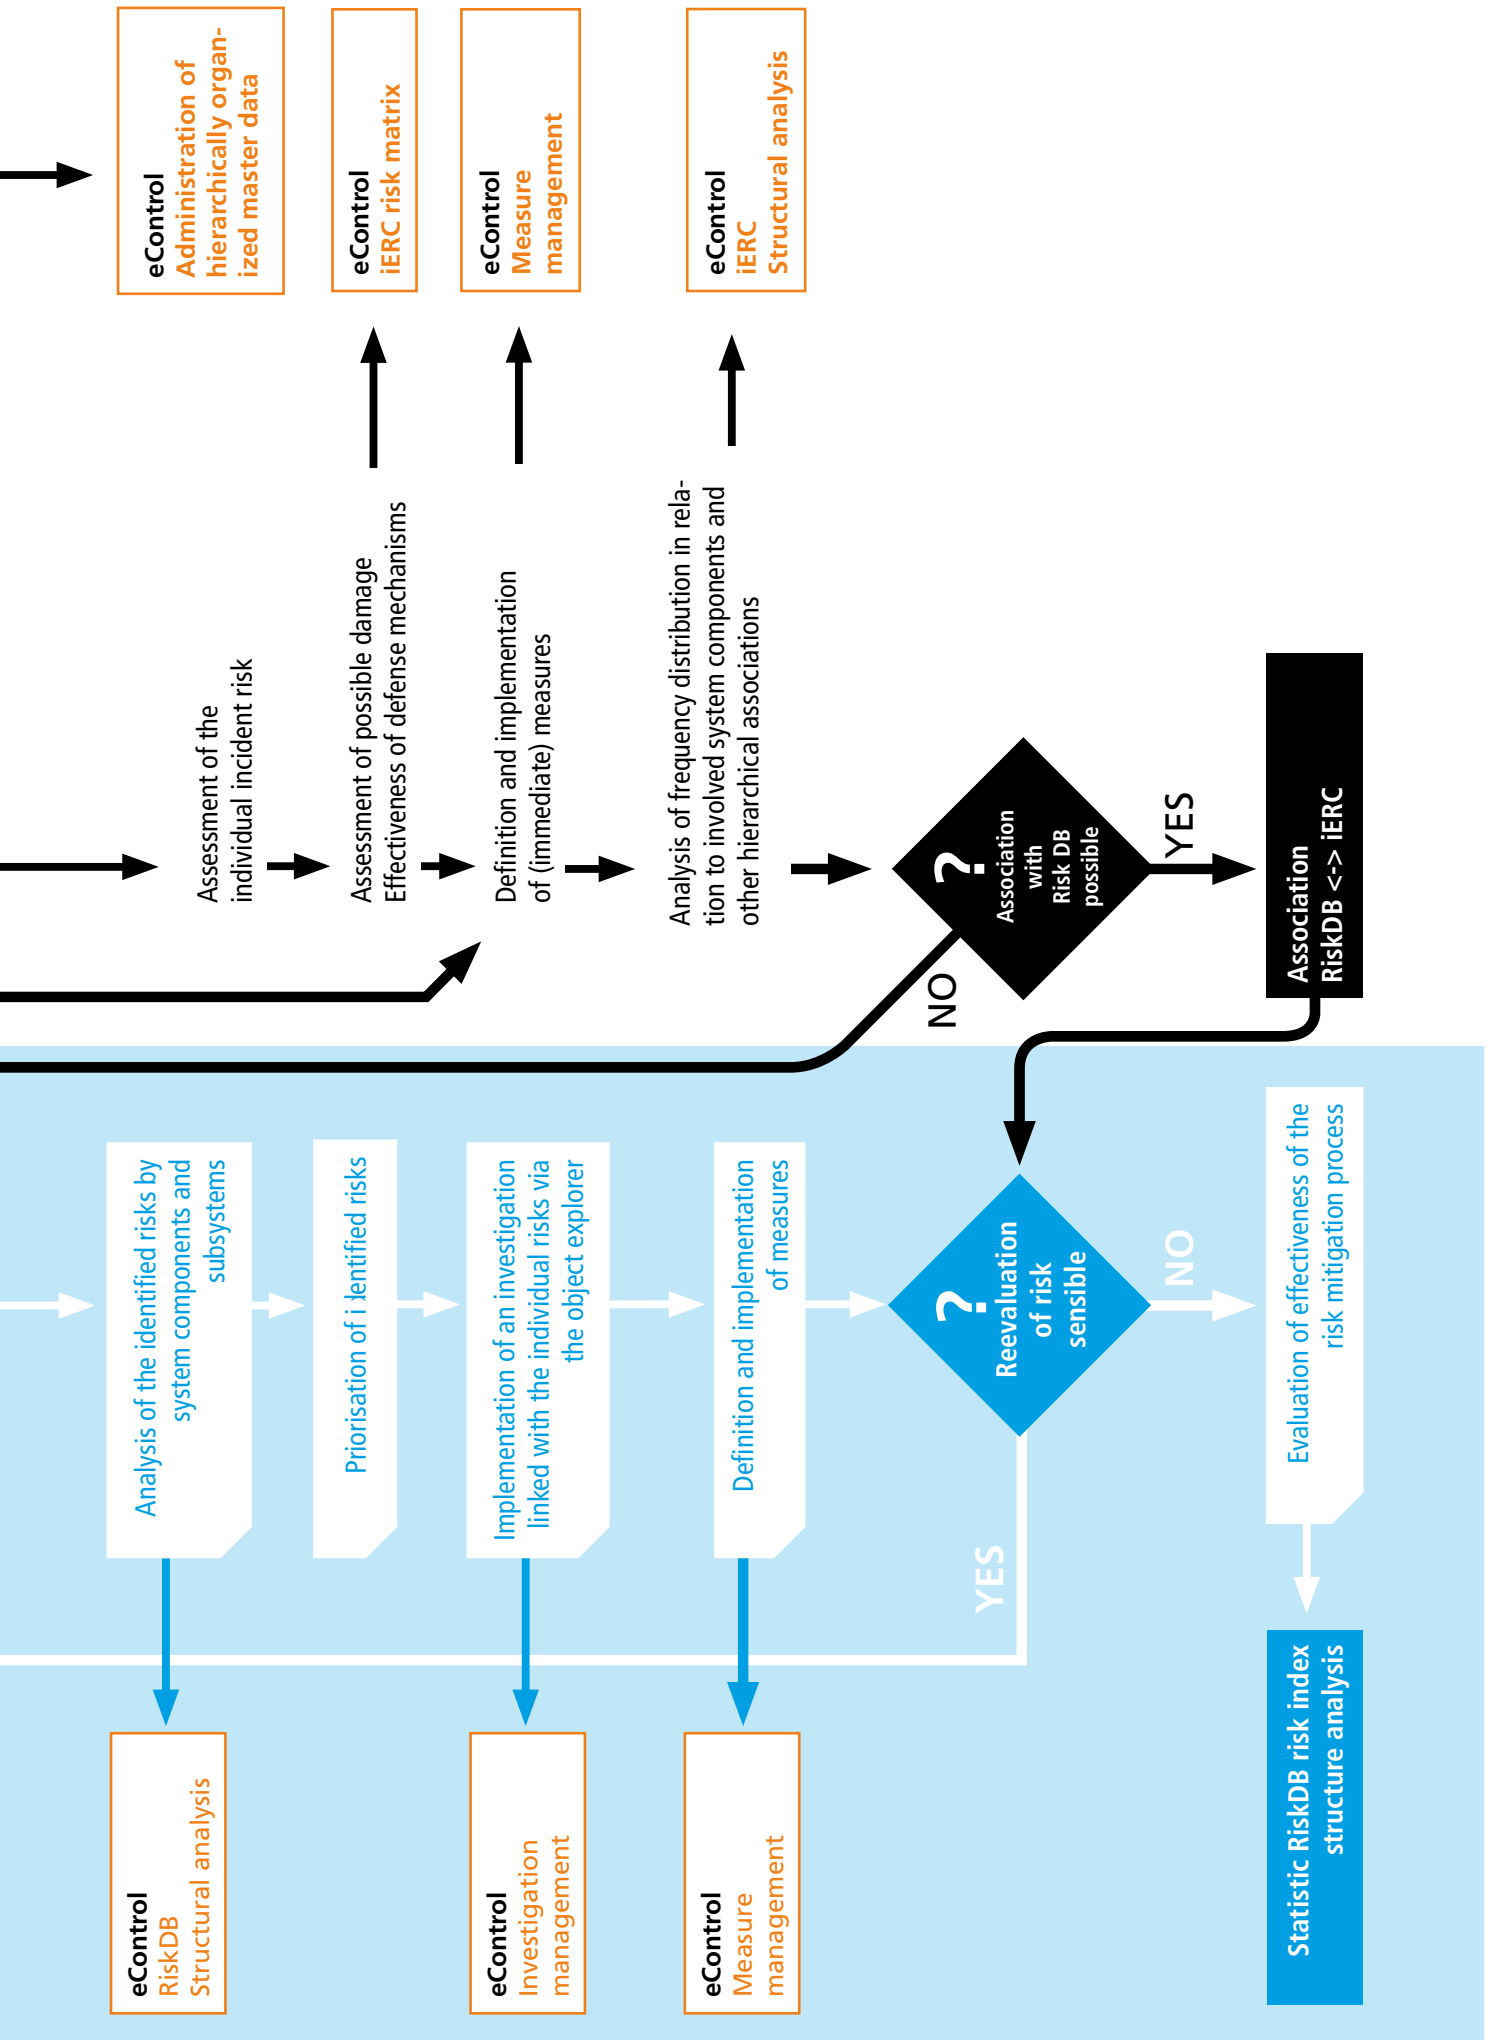 eControl
Administration of
hierarchically organ-
ized master data
eControl
iERC risk matrix
eControl
Measure
management
eControl
iERC
Structural analysis
Assessment of the
individual incident risk
Assessment of possible damage
Effectiveness of defense mechanisms
Definition and implementation
of (immediate) measures
Analysis of frequency distribution in rela-
tion to involved system components and
other hierarchical associations
?
Association
with
Risk DB
possible
NO
YES
Association
RiskDB <-> iERC
Analysis of the identified risks by
system components and
subsystems
Priorisation of identified risks
Implementation of an investigation
linked with the individual risks via
the object explorer
Definition and implementation
of measures
?
Reevaluation
of risk
sensible
NO
YES
Evaluation of effectiveness of the
risk mitigation process
eControl
RiskDB
Structural analysis
eControl
Investigation
management
eControl
Measure
management
Statistic RiskDB risk index
structure analysis